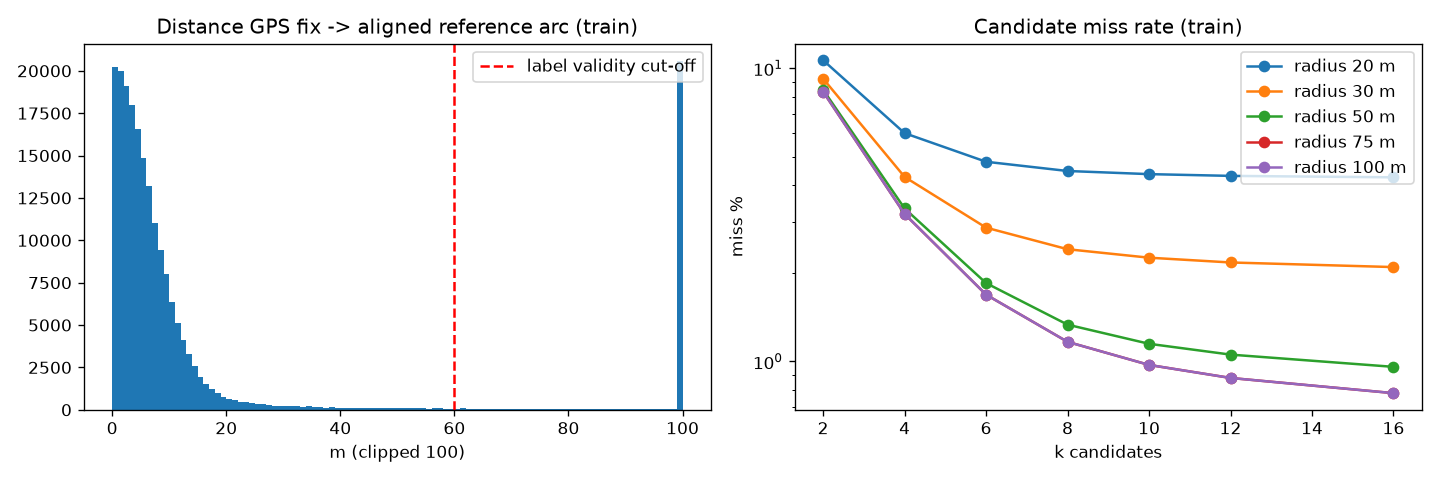 Distance GPS fix -> aligned reference arc (train)
20000
17500
15000
12500
10000
7500
5000
2500
0
label validity cut-off
0 20 40 60 80 100
m (clipped 100)
Candidate miss rate (train)
miss %
10¹
10⁰
radius 20 m
radius 30 m
radius 50 m
radius 75 m
radius 100 m
2 4 6 8 10 12 14 16
k candidates